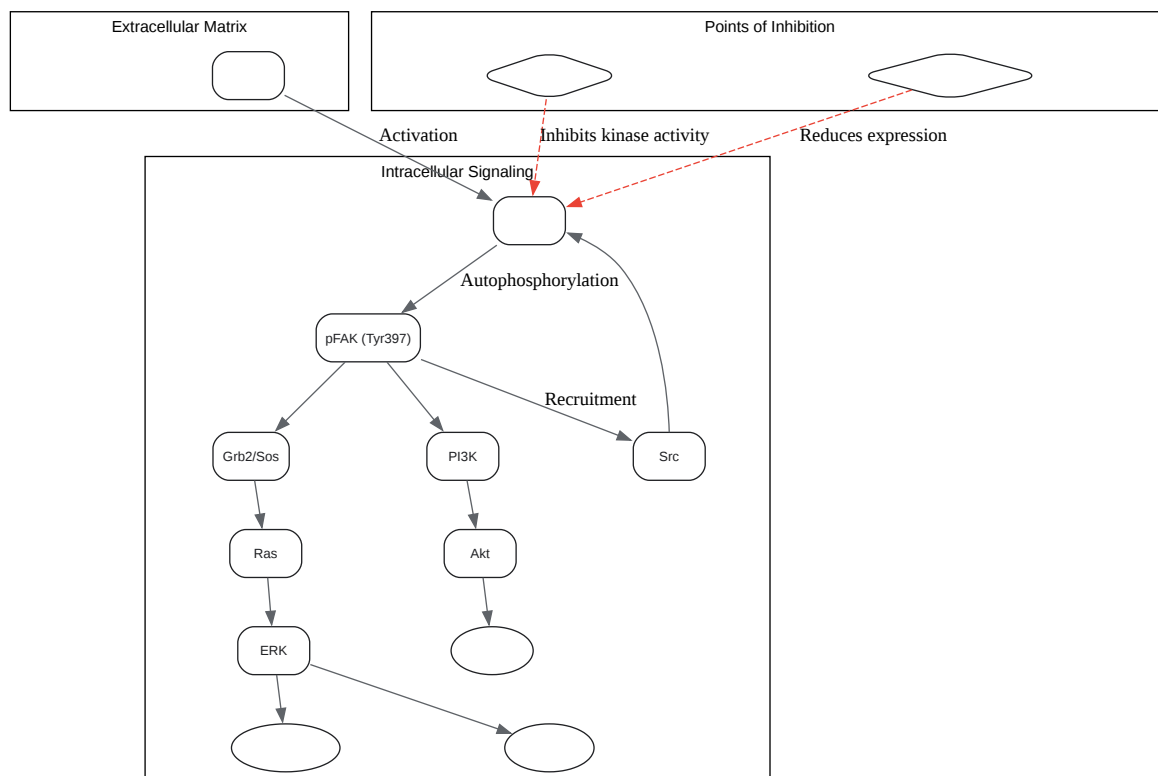 Extracellular Matrix
Points of Inhibition
Activation
Inhibits kinase activity
Reduces expression
Intracellular Signaling
Autophosphorylation
pFAK (Tyr397)
Recruitment
Grb2/Sos
PI3K
Src
Ras
Akt
ERK